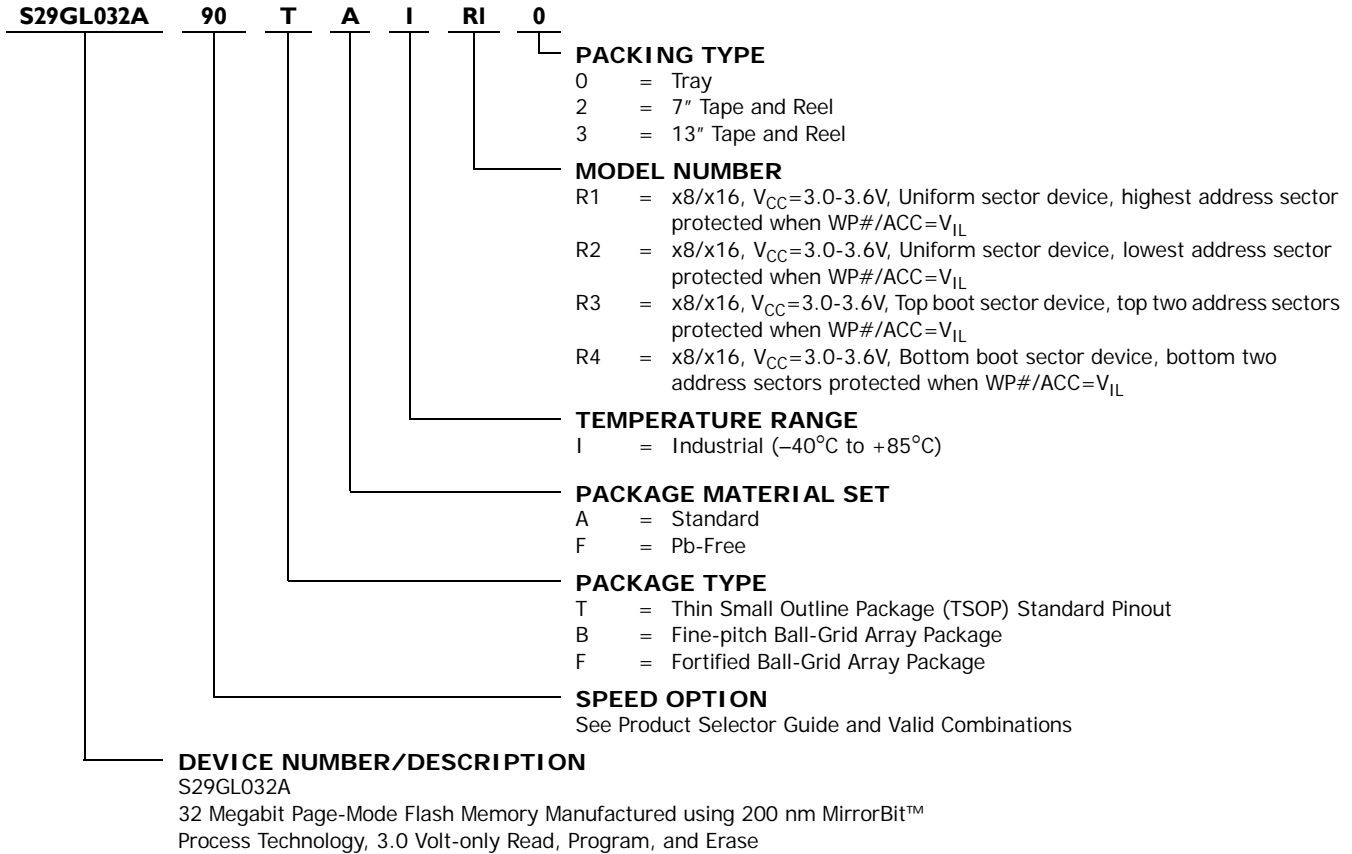 S29GL032A 90 T A I R1 0
PACKING TYPE
0 = Tray
2 = 7″ Tape and Reel
3 = 13″ Tape and Reel
MODEL NUMBER
R1 = x8/x16, VCC=3.0-3.6V, Uniform sector device, highest address sector
protected when WP#/ACC=VIL
R2 = x8/x16, VCC=3.0-3.6V, Uniform sector device, lowest address sector
protected when WP#/ACC=VIL
R3 = x8/x16, VCC=3.0-3.6V, Top boot sector device, top two address sectors
protected when WP#/ACC=VIL
R4 = x8/x16, VCC=3.0-3.6V, Bottom boot sector device, bottom two
address sectors protected when WP#/ACC=VIL
TEMPERATURE RANGE
I = Industrial (–40°C to +85°C)
PACKAGE MATERIAL SET
A = Standard
F = Pb-Free
PACKAGE TYPE
T = Thin Small Outline Package (TSOP) Standard Pinout
B = Fine-pitch Ball-Grid Array Package
F = Fortified Ball-Grid Array Package
SPEED OPTION
See Product Selector Guide and Valid Combinations
DEVICE NUMBER/DESCRIPTION
S29GL032A
32 Megabit Page-Mode Flash Memory Manufactured using 200 nm MirrorBit™
Process Technology, 3.0 Volt-only Read, Program, and Erase